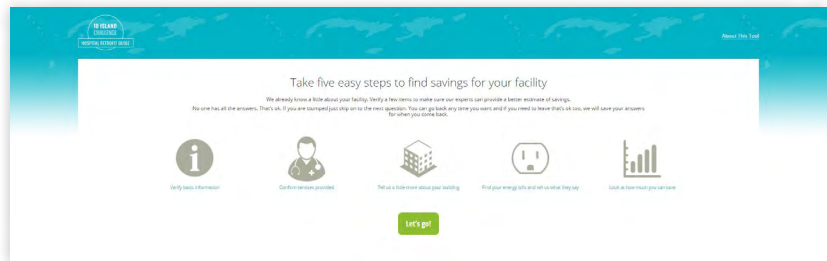 10 ISLAND
CHALLENGE
HOSPITAL RETROFIT GUIDE
About This Tool
Take five easy steps to find savings for your facility
We already know a little about your facility. Verify a few items to make sure our experts can provide a better estimate of savings.
No one has all the answers. That's ok. If you are stumped just skip on to the next question. You can go back any time you want and if you need to leave that's ok too, we will save your answers
for when you come back.
Verify basic information
Confirm services provided
Tell us a little more about your building
Find your energy bills and tell us what they say
Look at how much you can save
Let's go!